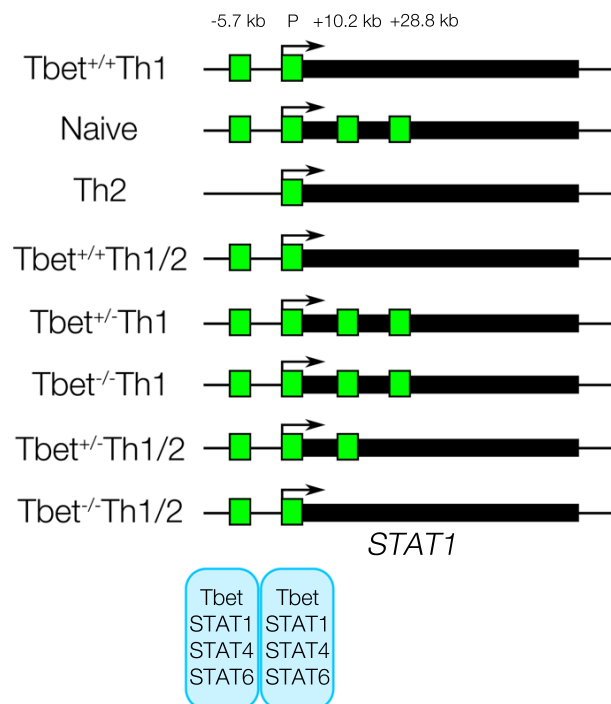 -5.7 kb P +10.2 kb +28.8 kb
Tbet+/+Th1
Naive
Th2
Tbet+/+Th1/2
Tbet+/-Th1
Tbet-/-Th1
Tbet+/-Th1/2
Tbet-/-Th1/2
STAT1
Tbet Tbet
STAT1 STAT1
STAT4 STAT4
STAT6 STAT6